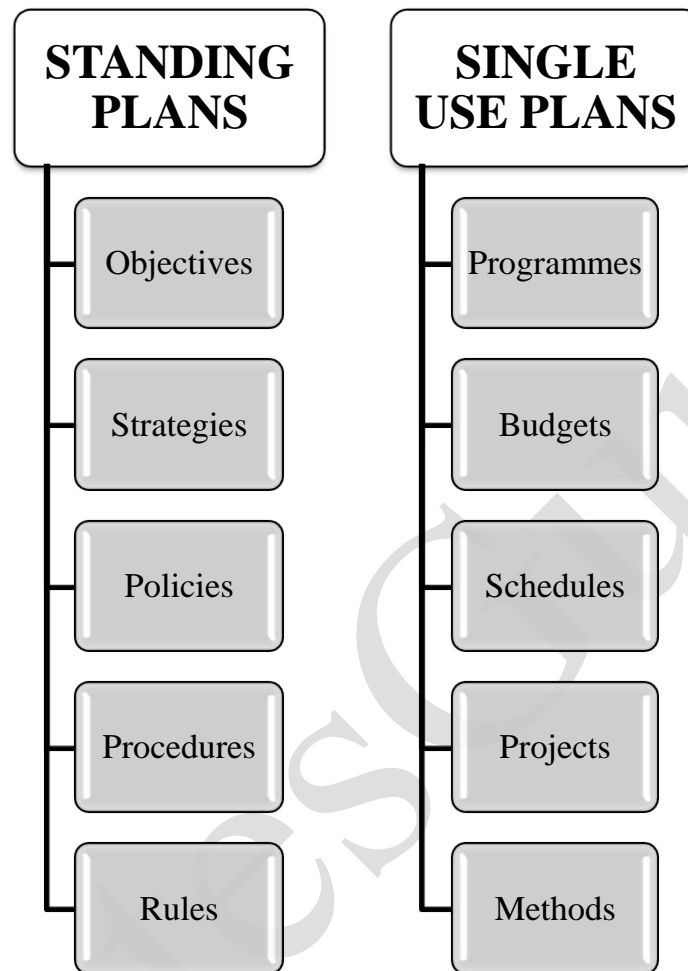 STANDING
PLANS
Objectives
Strategies
Policies
Procedures
Rules
SINGLE
USE PLANS
Programmes
Budgets
Schedules
Projects
Methods